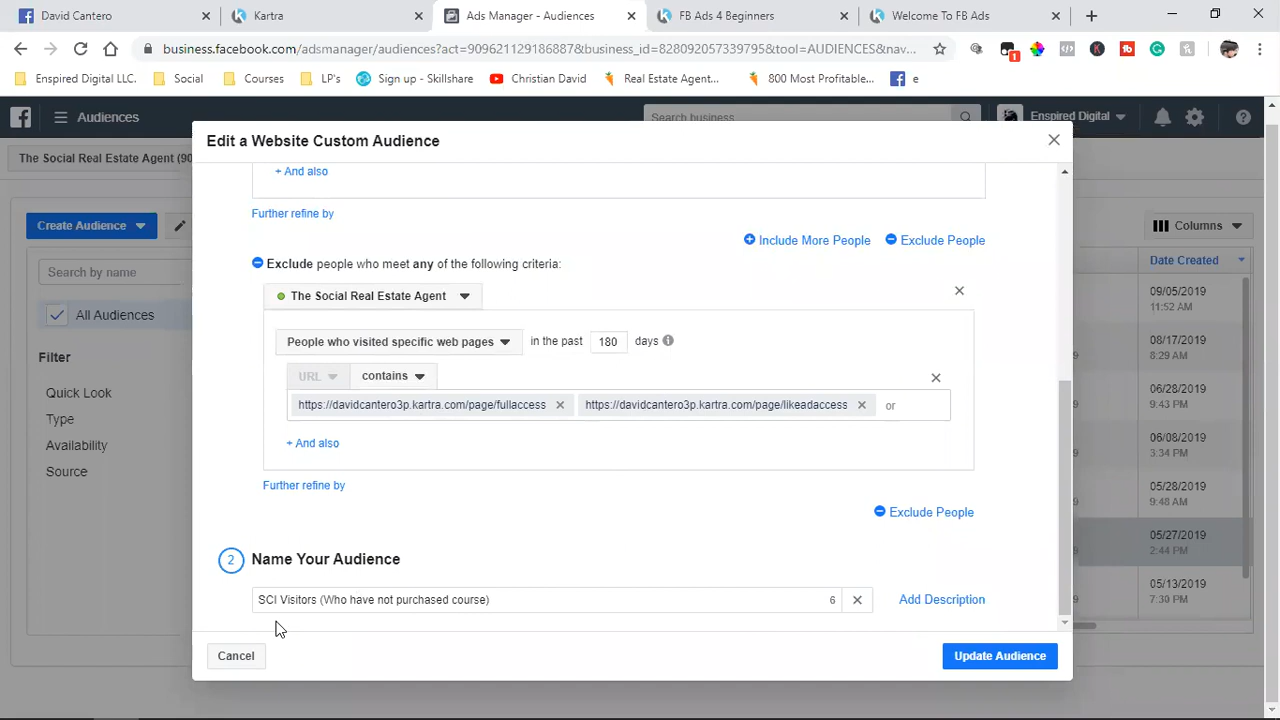 David Cantero
Kartra
Ads Manager - Audiences
FB Ads 4 Beginners
Welcome To FB Ads
business.facebook.com/adsmanager/audiences?act=909621129186887&business_id=828092057339795&tool=AUDIENCES&nav...
1
Enspired Digital LLC.
Social
Courses
LP's
Sign up - Skillshare
Christian David
Real Estate Agent...
800 Most Profitable...
e
Audiences
Search business
Enspired Digital
The Social Real Estate Agent (90
Edit a Website Custom Audience
+ And also
Further refine by
Create Audience
Columns
Include More People
Exclude People
Search by name
Date Created
Exclude people who meet any of the following criteria:
The Social Real Estate Agent
09/05/2019
11:52 AM
All Audiences
People who visited specific web pages
in the past
180
days
08/17/2019
8:29 AM
Filter
URL
contains
Quick Look
06/28/2019
9:43 PM
https://davidcantero3p.kartra.com/page/fullaccess
https://davidcantero3p.kartra.com/page/likeadaccess
or
Type
Availability
06/08/2019
3:34 PM
+ And also
Source
05/28/2019
9:48 AM
Further refine by
Exclude People
05/27/2019
2:44 PM
2
Name Your Audience
SCI Visitors (Who have not purchased course)
6
Add Description
05/13/2019
7:30 PM
Cancel
Update Audience